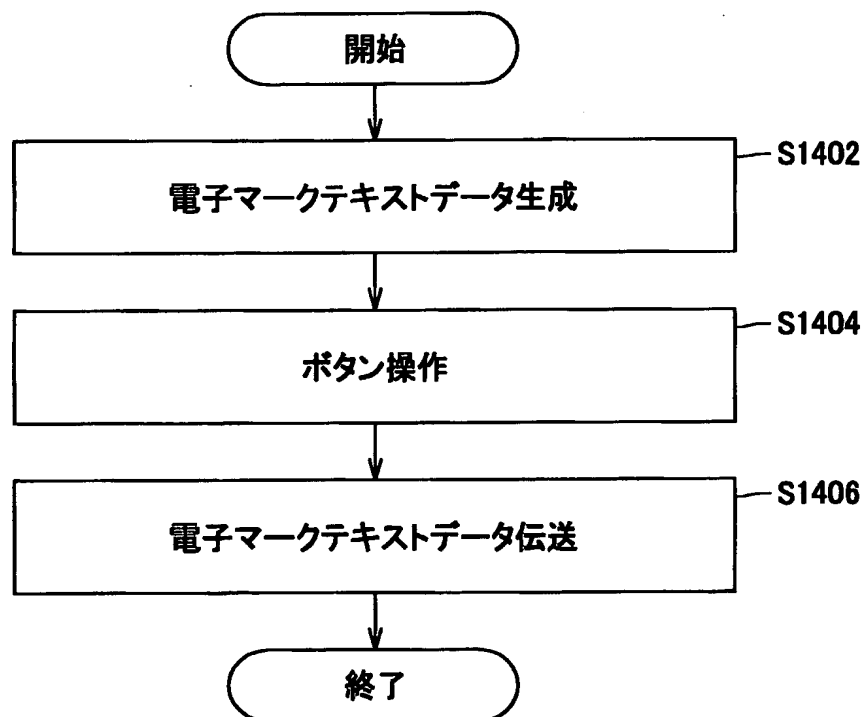 開始
S1402
電子マークテキストデータ生成
S1404
ボタン操作
S1406
電子マークテキストデータ伝送
終了